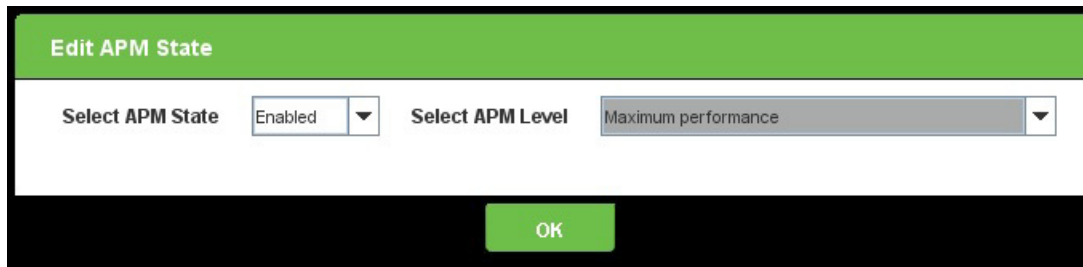 Edit APM State
Select APM State Enabled Select APM Level Maximum performance
OK